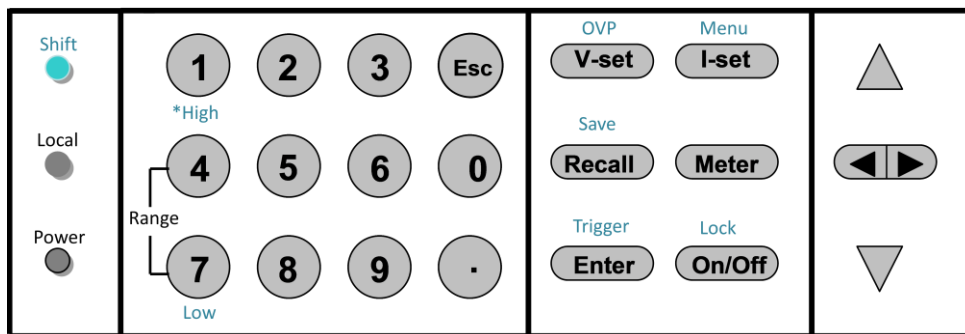 Shift
Local
Power
1 2 3 Esc
*High
4 5 6 0
Range
7 8 9 .
Low
OVP Menu
V-set I-set
Save
Recall Meter
Trigger Lock
Enter On/Off